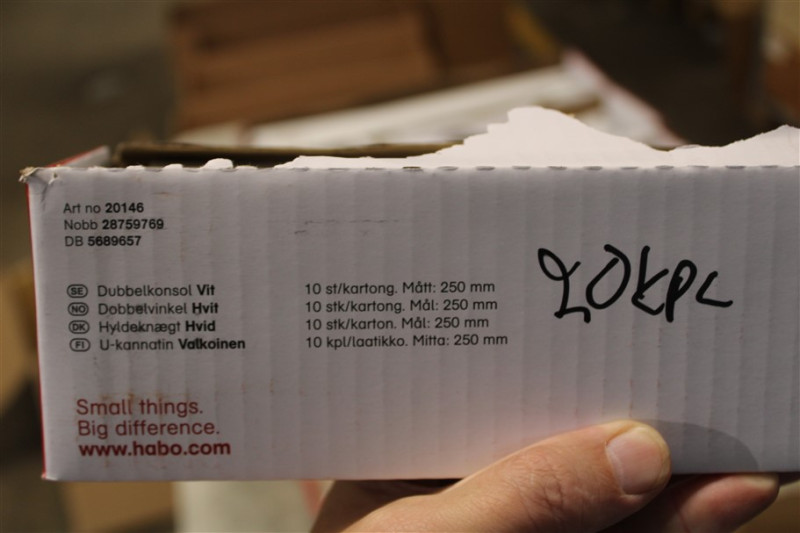 Art no 20146
Nobb 28759769
DB 5689657
SE Dubbelkonsol Vit 10 st/kartong. Mått: 250 mm
NO Dobbelvinkel Hvit 10 stk/kartong. Mål: 250 mm
DK Hyldeknægt Hvid 10 stk/karton. Mål: 250 mm
FI U-kannatin Valkoinen 10 kpl/laatikko. Mitta: 250 mm
20kpl
Small things.
Big difference.
www.habo.com